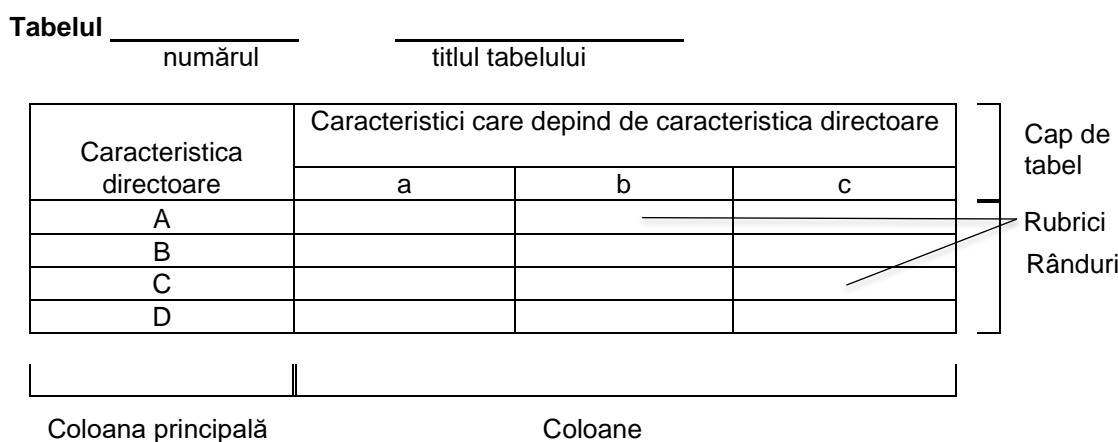 Tabelul
numărul titlul tabelului
Caracteristica directoare
Caracteristici care depind de caracteristica directoare
a b c
A
B
C
D
Cap de tabel
Rubrici
Rânduri
Coloana principală Coloane